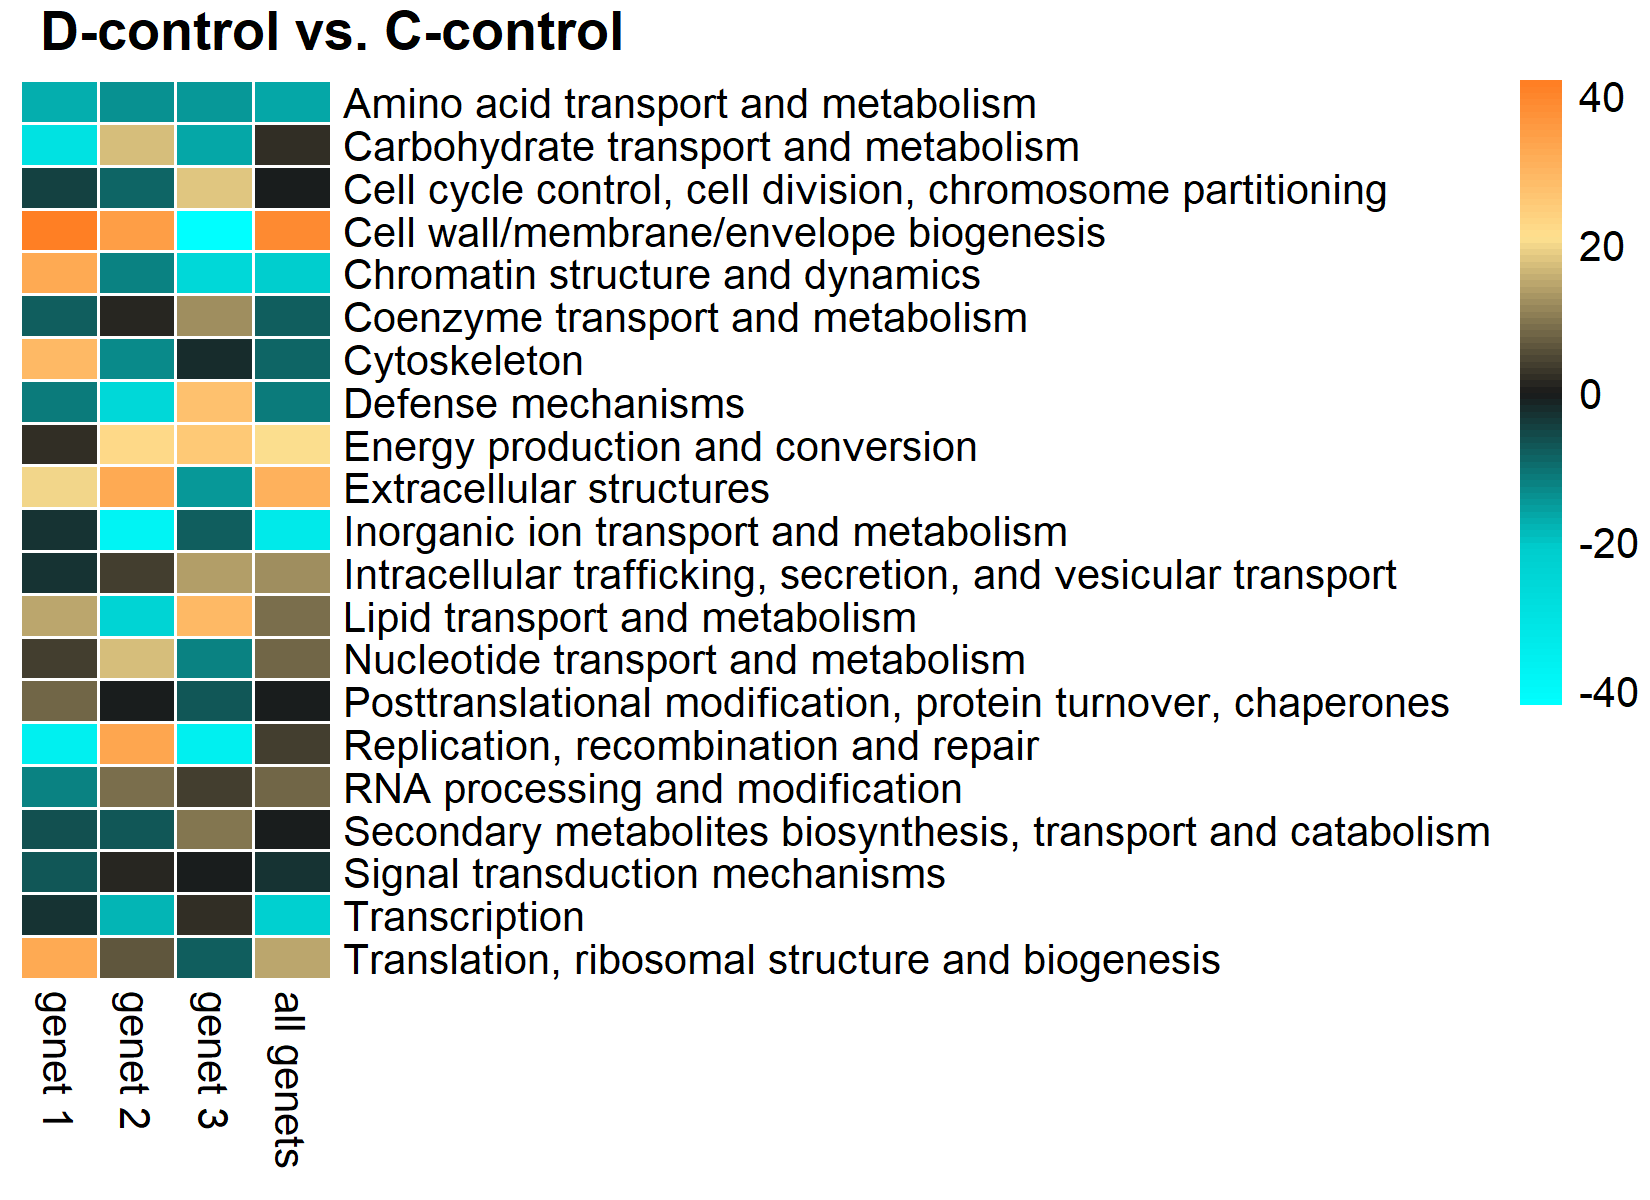 D-control vs. C-control
Amino acid transport and metabolism
Carbohydrate transport and metabolism
Cell cycle control, cell division, chromosome partitioning
Cell wall/membrane/envelope biogenesis
Chromatin structure and dynamics
Coenzyme transport and metabolism
Cytoskeleton
Defense mechanisms
Energy production and conversion
Extracellular structures
Inorganic ion transport and metabolism
Intracellular trafficking, secretion, and vesicular transport
Lipid transport and metabolism
Nucleotide transport and metabolism
Posttranslational modification, protein turnover, chaperones
Replication, recombination and repair
RNA processing and modification
Secondary metabolites biosynthesis, transport and catabolism
Signal transduction mechanisms
Transcription
Translation, ribosomal structure and biogenesis
genet 1
genet 2
genet 3
all genets
40
20
0
-20
-40